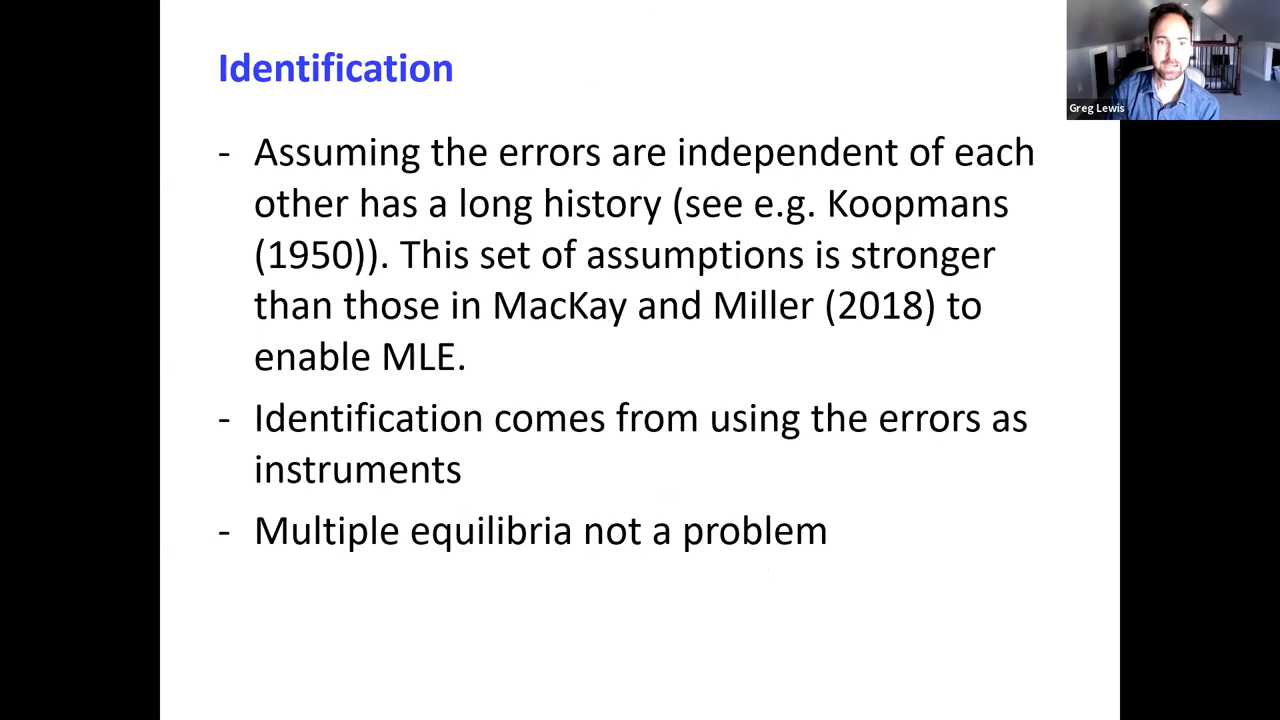 Identification
- Assuming the errors are independent of each
other has a long history (see e.g. Koopmans
(1950)). This set of assumptions is stronger
than those in MacKay and Miller (2018) to
enable MLE.
- Identification comes from using the errors as
instruments
- Multiple equilibria not a problem
Greg Lewis